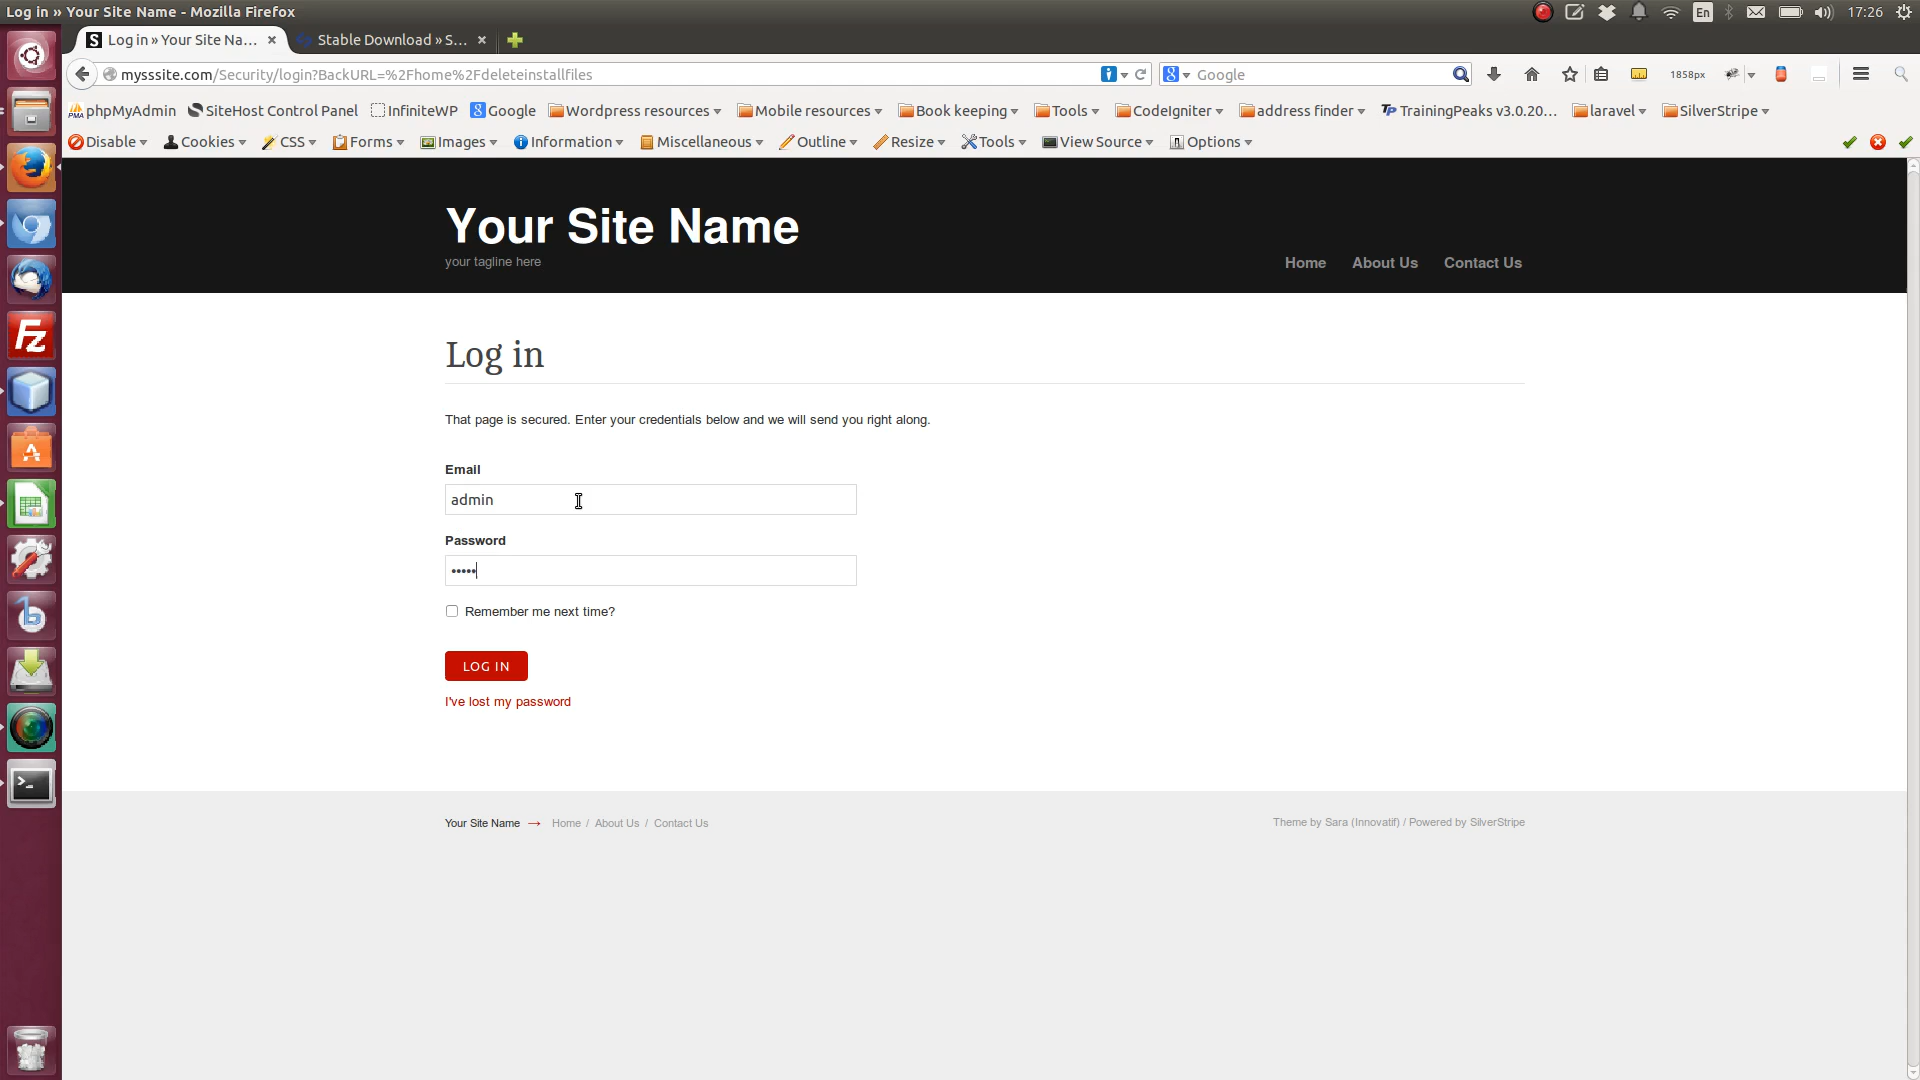 Log in » Your Site Name - Mozilla Firefox
En
17:26
Log in » Your Site Na...
Stable Download » S...
mysssite.com/Security/login?BackURL=%2Fhome%2Fdeleteinstallfiles
Google
1858px
phpMyAdmin
SiteHost Control Panel
InfiniteWP
Google
Wordpress resources
Mobile resources
Book keeping
Tools
CodeIgniter
address finder
TrainingPeaks v3.0.20...
laravel
SilverStripe
Disable
Cookies
CSS
Forms
Images
Information
Miscellaneous
Outline
Resize
Tools
View Source
Options
Your Site Name
your tagline here
Home
About Us
Contact Us
Log in
That page is secured. Enter your credentials below and we will send you right along.
Email
admin
Password
•••••
Remember me next time?
LOG IN
I've lost my password
Your Site Name → Home / About Us / Contact Us
Theme by Sara (Innovatif) / Powered by SilverStripe